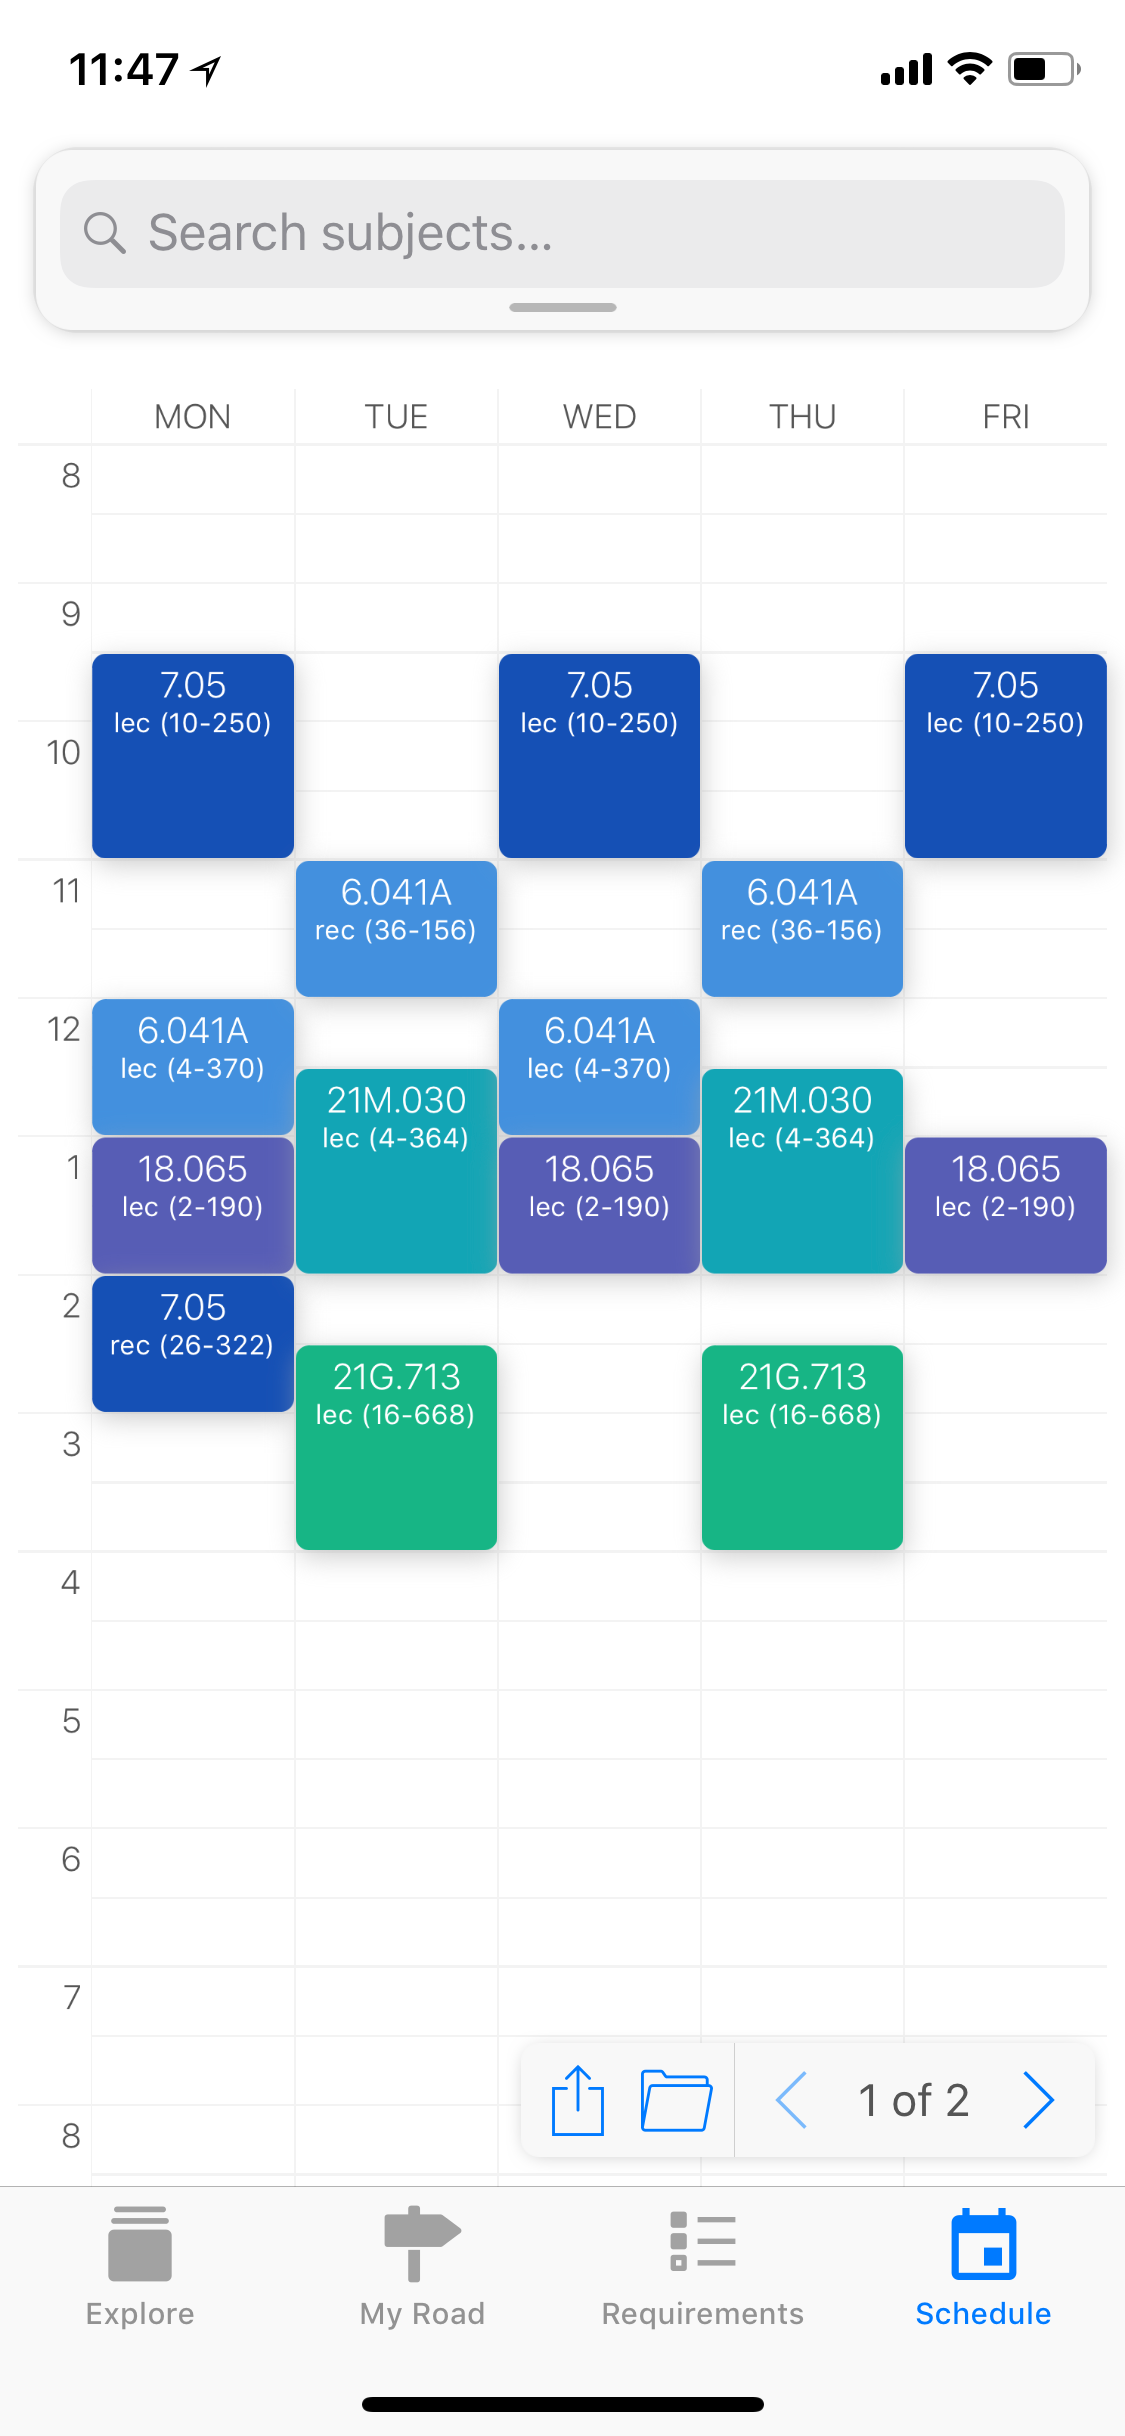 11:47
Search subjects...
MON TUE WED THU FRI
8
9
7.05 7.05 7.05
lec (10-250) lec (10-250) lec (10-250)
10
11
6.041A 6.041A
rec (36-156) rec (36-156)
12
6.041A 6.041A
lec (4-370) lec (4-370)
21M.030 21M.030
lec (4-364) lec (4-364)
1
18.065 18.065 18.065
lec (2-190) lec (2-190) lec (2-190)
2
7.05
rec (26-322)
21G.713 21G.713
lec (16-668) lec (16-668)
3
4
5
6
7
1 of 2
8
Explore My Road Requirements Schedule